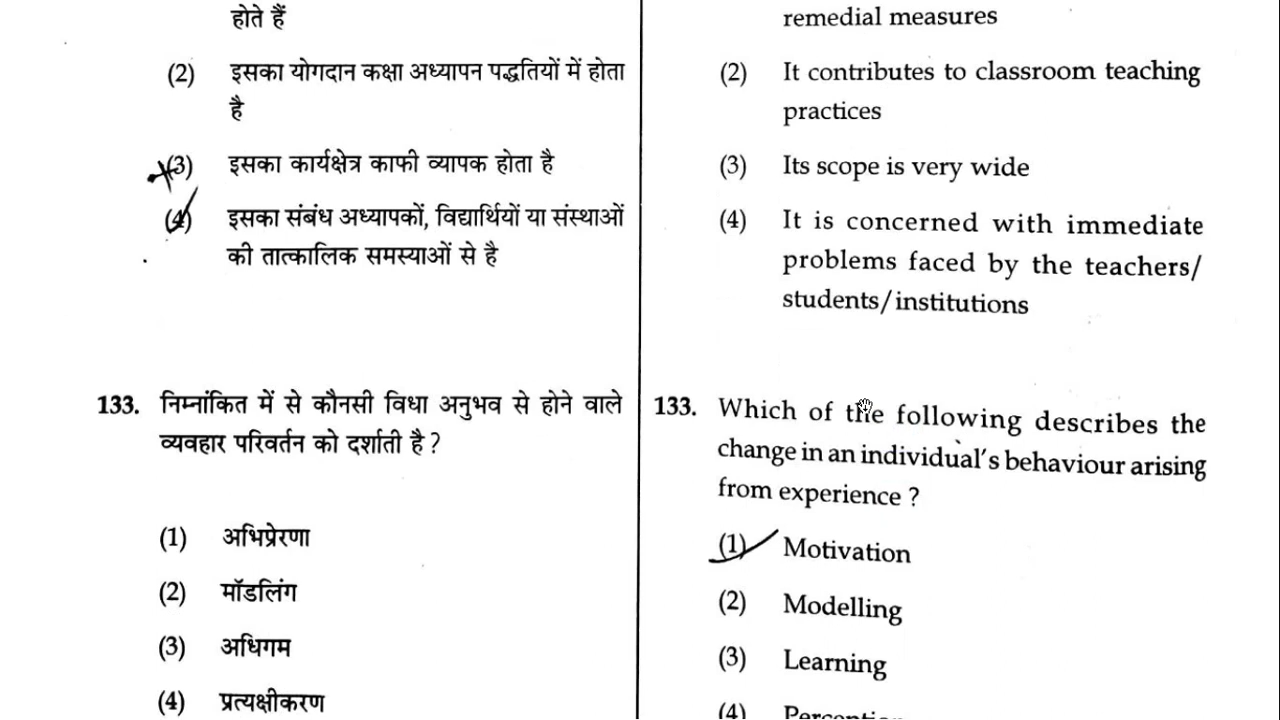 होते हैं
(2) इसका योगदान कक्षा अध्यापन पद्धतियों में होता
है
(3) इसका कार्यक्षेत्र काफी व्यापक होता है
(4) इसका संबंध अध्यापकों, विद्यार्थियों या संस्थाओं
की तात्कालिक समस्याओं से है
133. निम्नांकित में से कौनसी विधा अनुभव से होने वाले
व्यवहार परिवर्तन को दर्शाती है ?
(1) अभिप्रेरणा
(2) मॉडलिंग
(3) अधिगम
(4) प्रत्यक्षीकरण
remedial measures
(2) It contributes to classroom teaching
practices
(3) Its scope is very wide
(4) It is concerned with immediate
problems faced by the teachers/
students/institutions
133. Which of the following describes the
change in an individual's behaviour arising
from experience ?
(1) Motivation
(2) Modelling
(3) Learning
(4) Perception